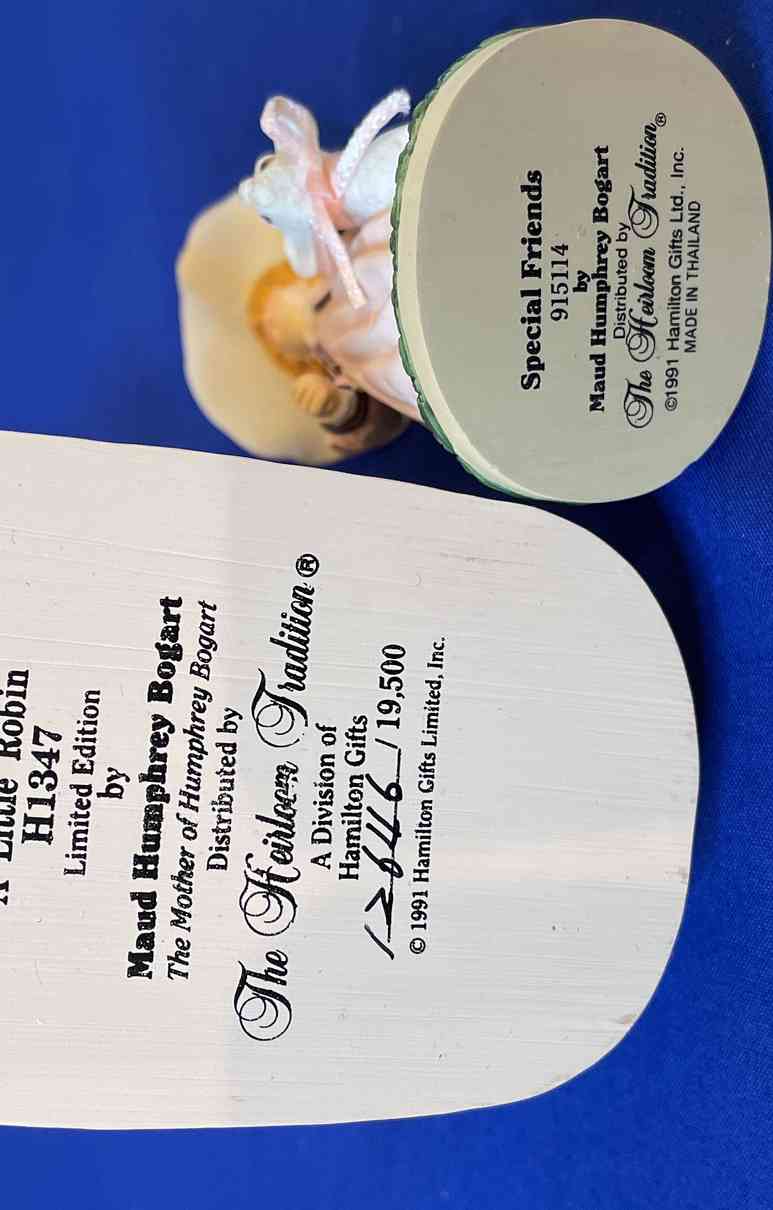 A Little Robin
H1347
Limited Edition
by
Maud Humphrey Bogart
The Mother of Humphrey Bogart
Distributed by
The Heirloom Tradition®
A Division of
Hamilton Gifts
12646/19,500
© 1991 Hamilton Gifts Limited, Inc.
Special Friends
915114
by
Maud Humphrey Bogart
Distributed by
The Heirloom Tradition®
©1991 Hamilton Gifts Ltd., Inc.
MADE IN THAILAND